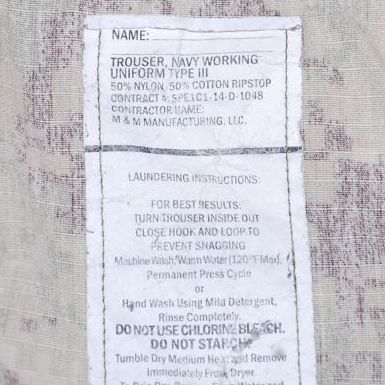 NAME:
TROUSER, NAVY WORKING
UNIFORM TYPE III
50% NYLON, 50% COTTON RIPSTOP
CONTRACT #: SPE1C1-14-D-1048
CONTRACTOR NAME:
M & M MANUFACTURING, LLC.
LAUNDERING INSTRUCTIONS:
FOR BEST RESULTS:
TURN TROUSER INSIDE OUT
CLOSE HOOK AND LOOP TO
PREVENT SNAGGING
Machine Wash: Warm Water (120°F Max),
Permanent Press Cycle
or
Hand Wash Using Mild Detergent,
Rinse Completely.
DO NOT USE CHLORINE BLEACH.
DO NOT STARCH
Tumble Dry Medium Heat and Remove
Immediately From Dryer.